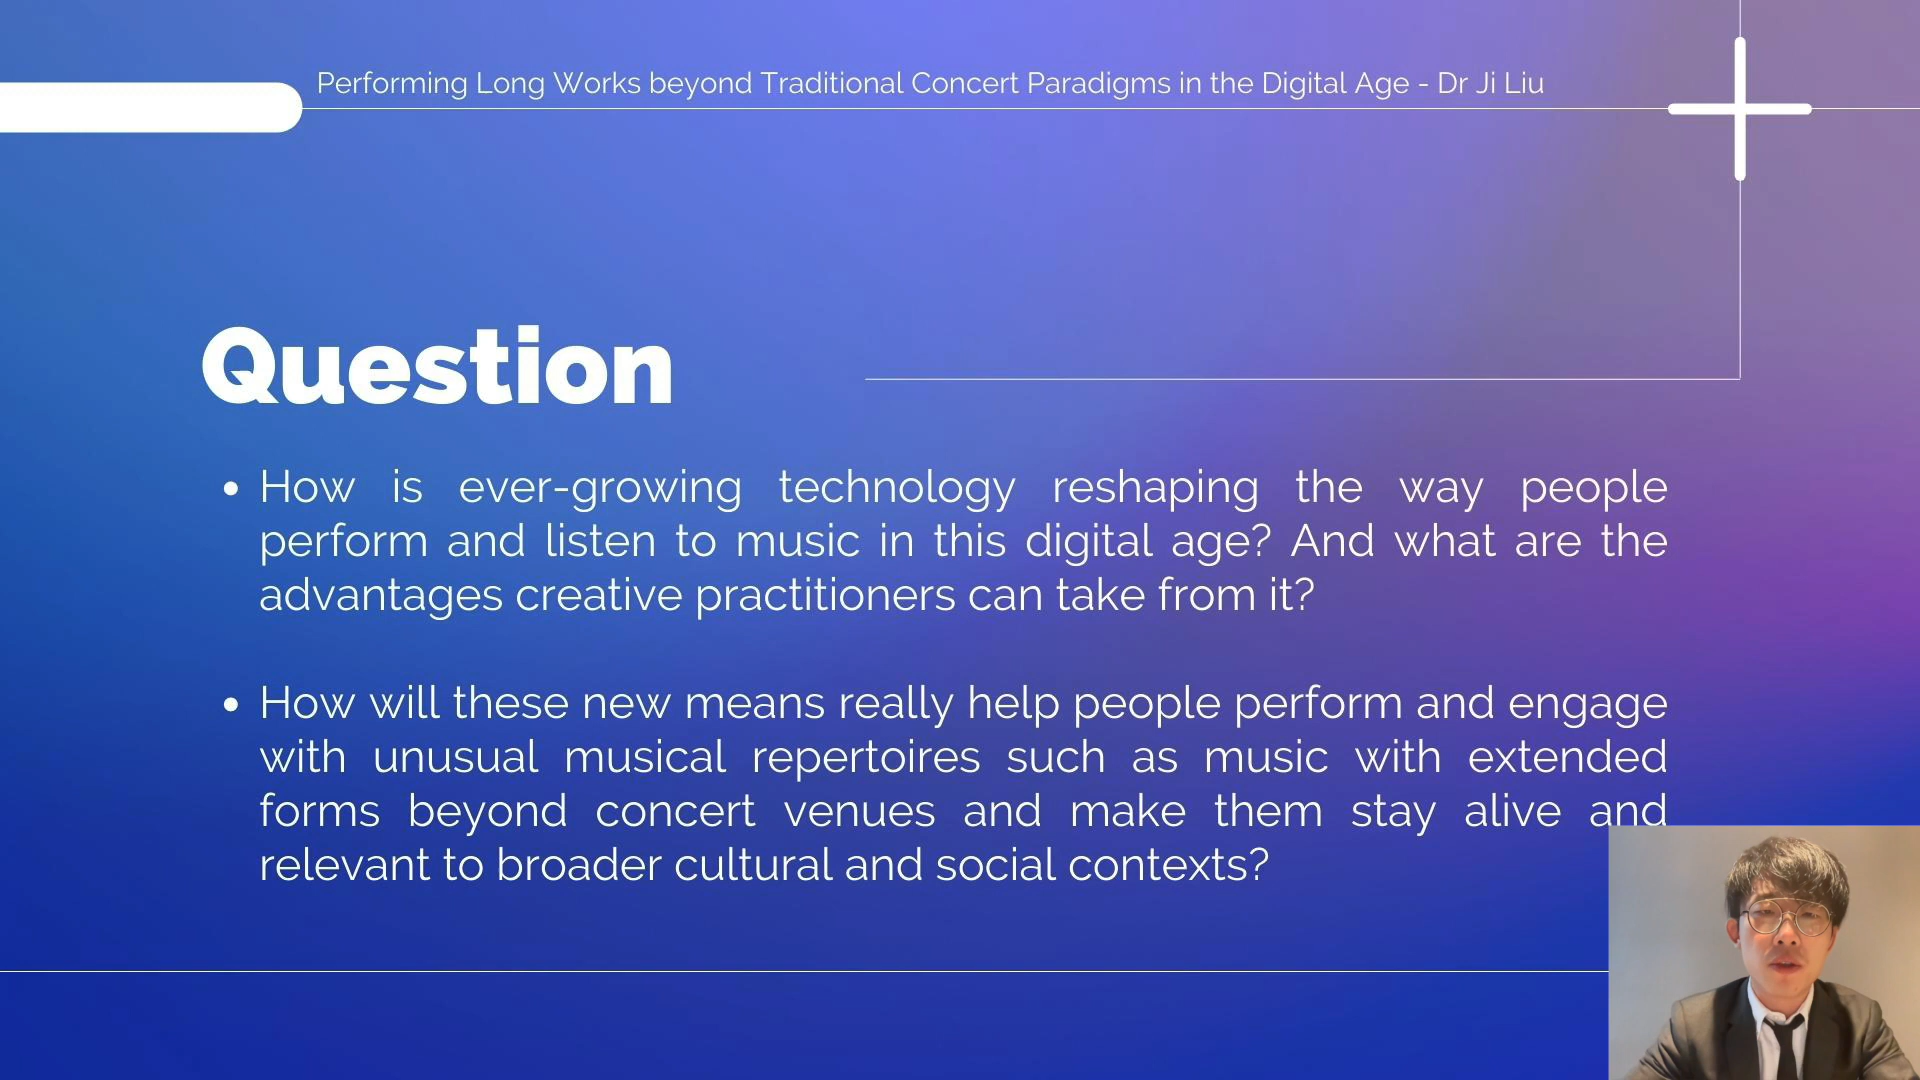 Performing Long Works beyond Traditional Concert Paradigms in the Digital Age - Dr Ji Liu
Question
• How is ever-growing technology reshaping the way people
perform and listen to music in this digital age? And what are the
advantages creative practitioners can take from it?
• How will these new means really help people perform and engage
with unusual musical repertoires such as music with extended
forms beyond concert venues and make them stay alive and
relevant to broader cultural and social contexts?